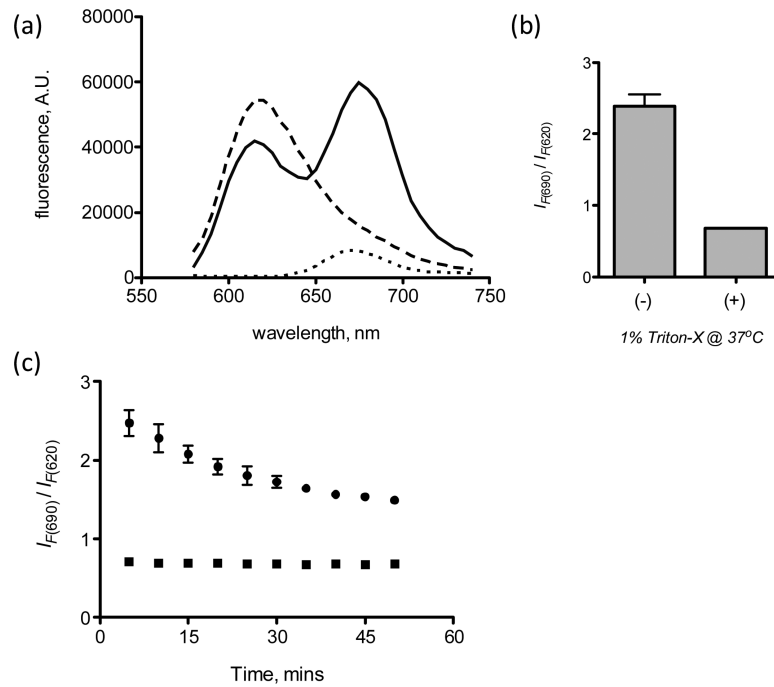 (a)
80000
60000
40000
20000
0
fluorescence, A.U.
550
600
650
700
750
wavelength, nm
(b)
3
2
1
0
I_F(690) / I_F(620)
(-)
(+)
1% Triton-X @ 37°C
(c)
3
2
1
0
I_F(690) / I_F(620)
0
15
30
45
60
Time, mins